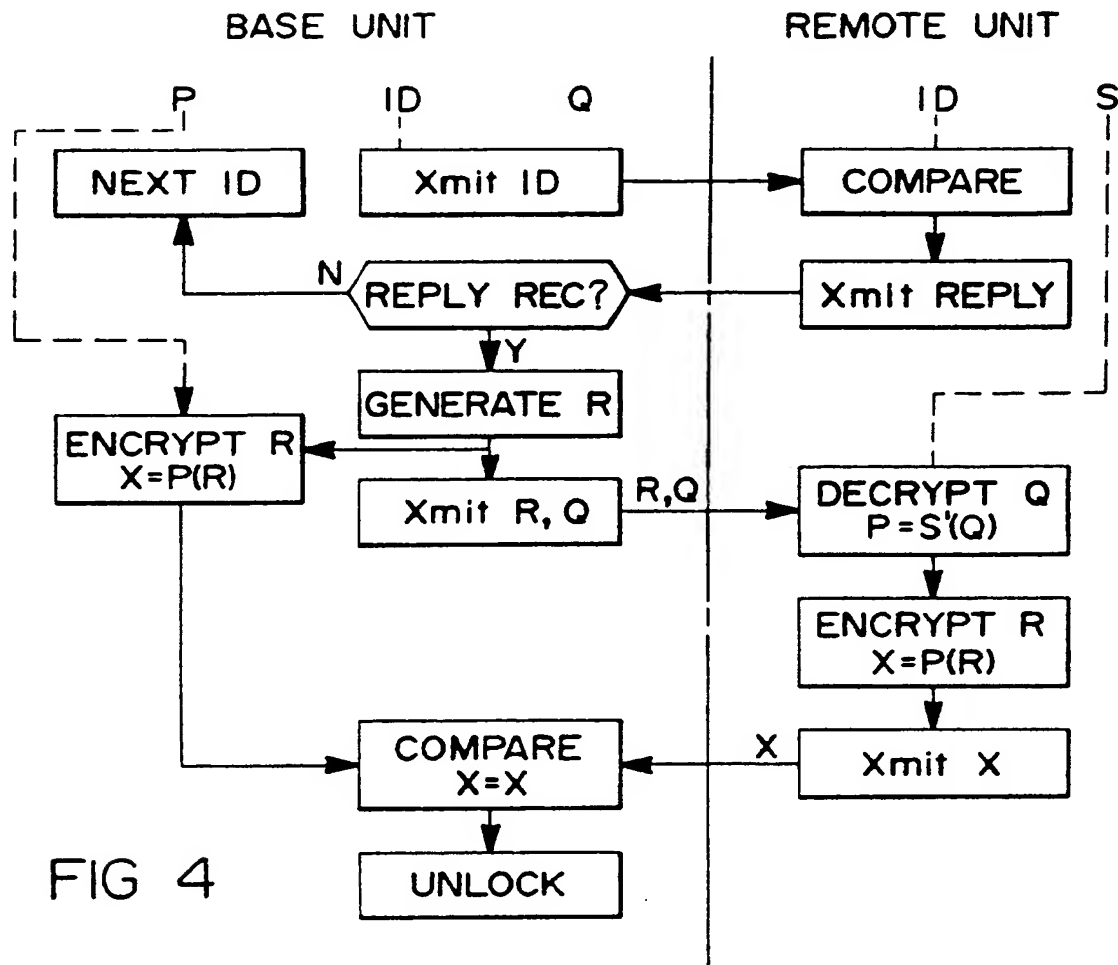 BASE UNIT
REMOTE UNIT
P
ID
Q
ID
S
NEXT ID
Xmit ID
COMPARE
N
REPLY REC?
Xmit REPLY
Y
GENERATE R
ENCRYPT R
X=P(R)
Xmit R, Q
R,Q
DECRYPT Q
P=S'(Q)
ENCRYPT R
X=P(R)
COMPARE
X=X
X
Xmit X
UNLOCK
FIG 4